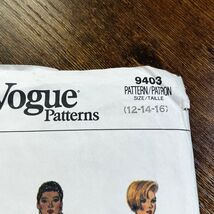 9403
PATTERN/PATRON
SIZE/TAILLE
(12-14-16)
Vogue
Patterns